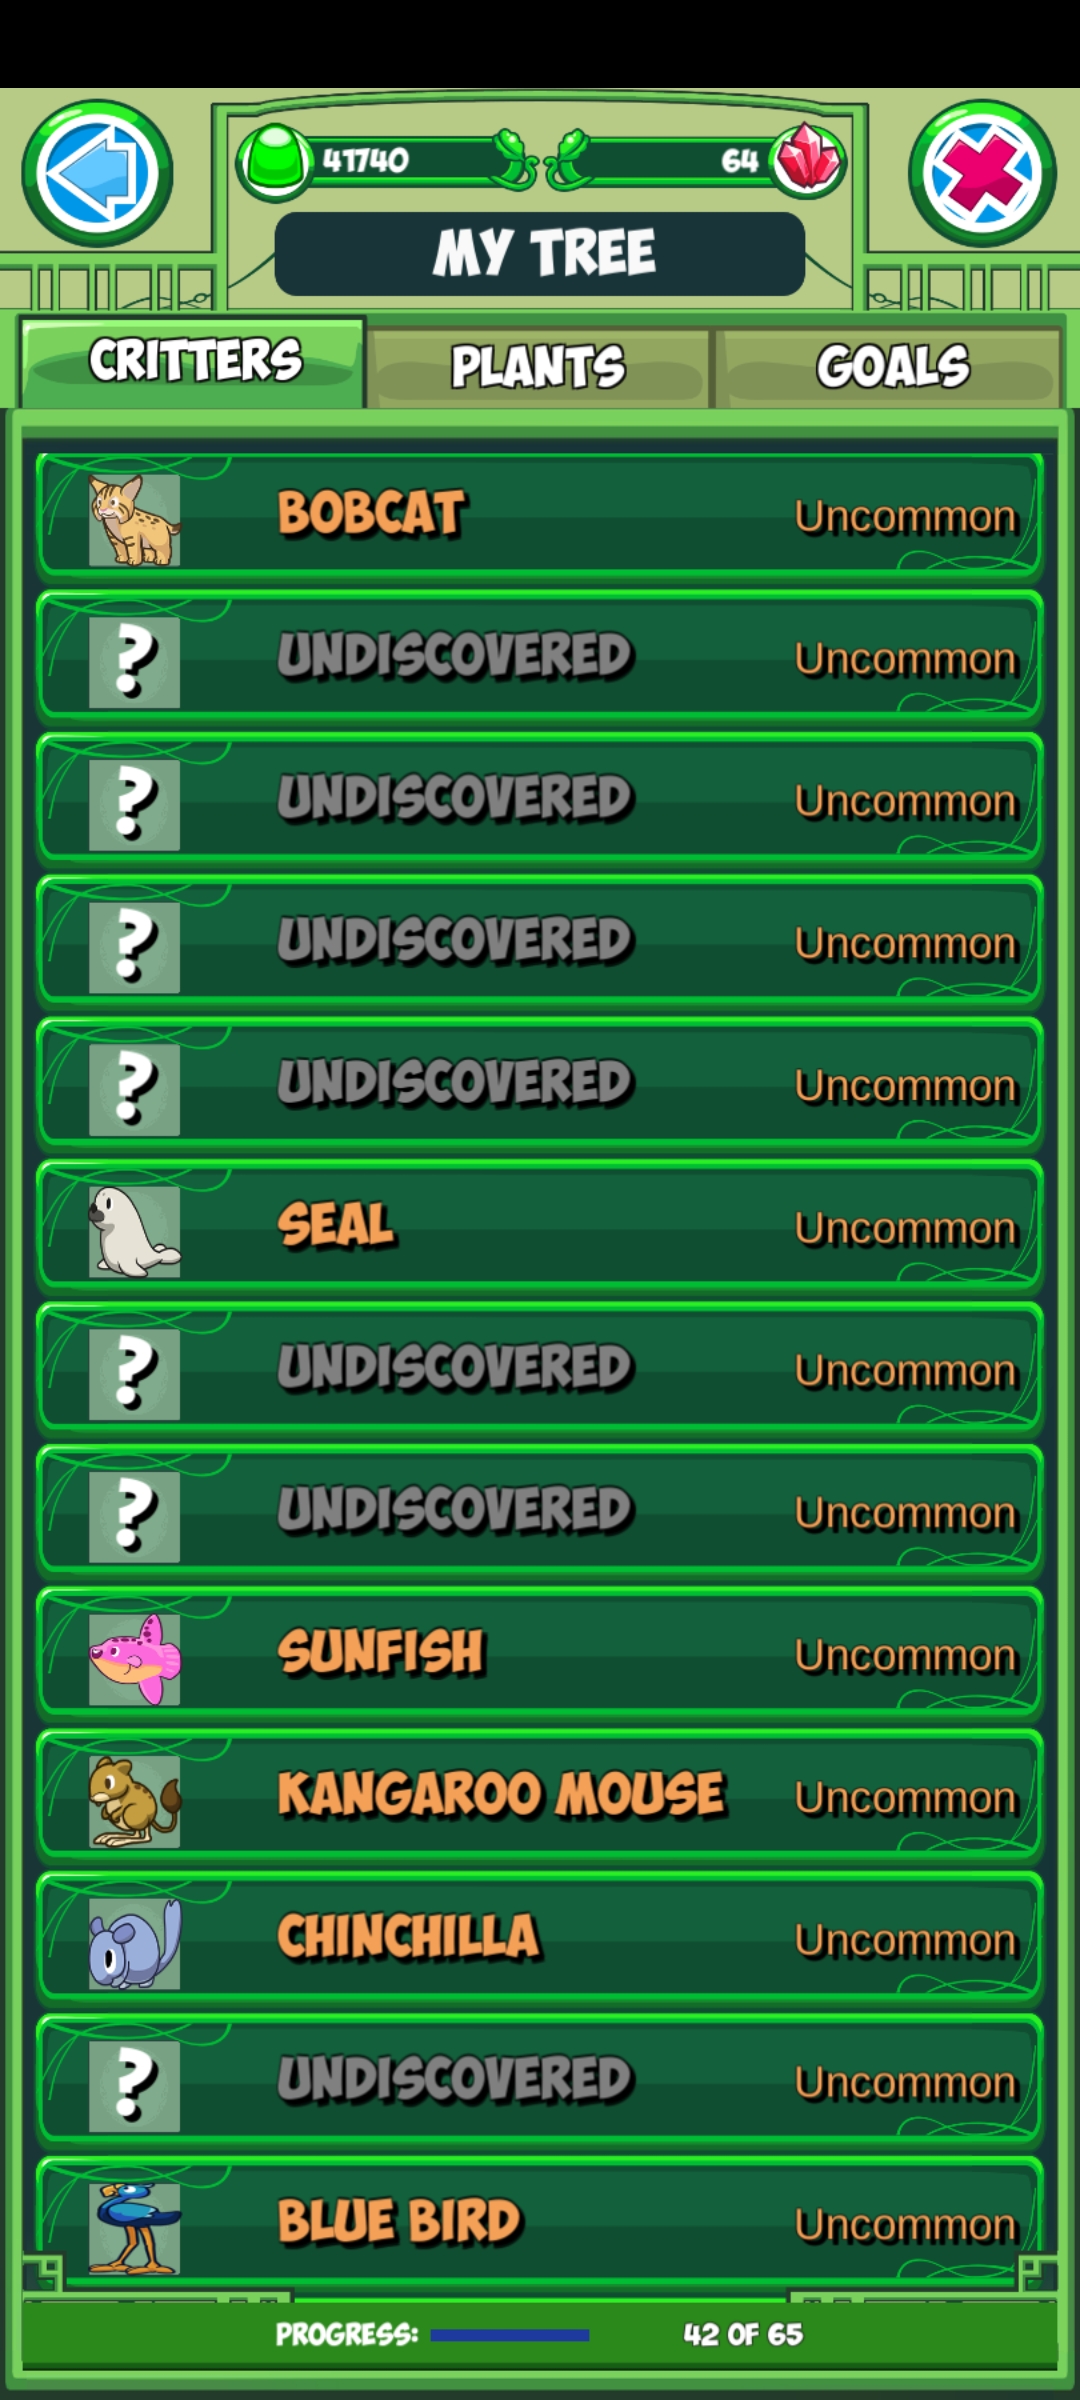 41740
64
MY TREE
CRITTERS PLANTS GOALS
BOBCAT Uncommon
? UNDISCOVERED Uncommon
? UNDISCOVERED Uncommon
? UNDISCOVERED Uncommon
? UNDISCOVERED Uncommon
SEAL Uncommon
? UNDISCOVERED Uncommon
? UNDISCOVERED Uncommon
SUNFISH Uncommon
KANGAROO MOUSE Uncommon
CHINCHILLA Uncommon
? UNDISCOVERED Uncommon
BLUE BIRD Uncommon
PROGRESS: 42 OF 65